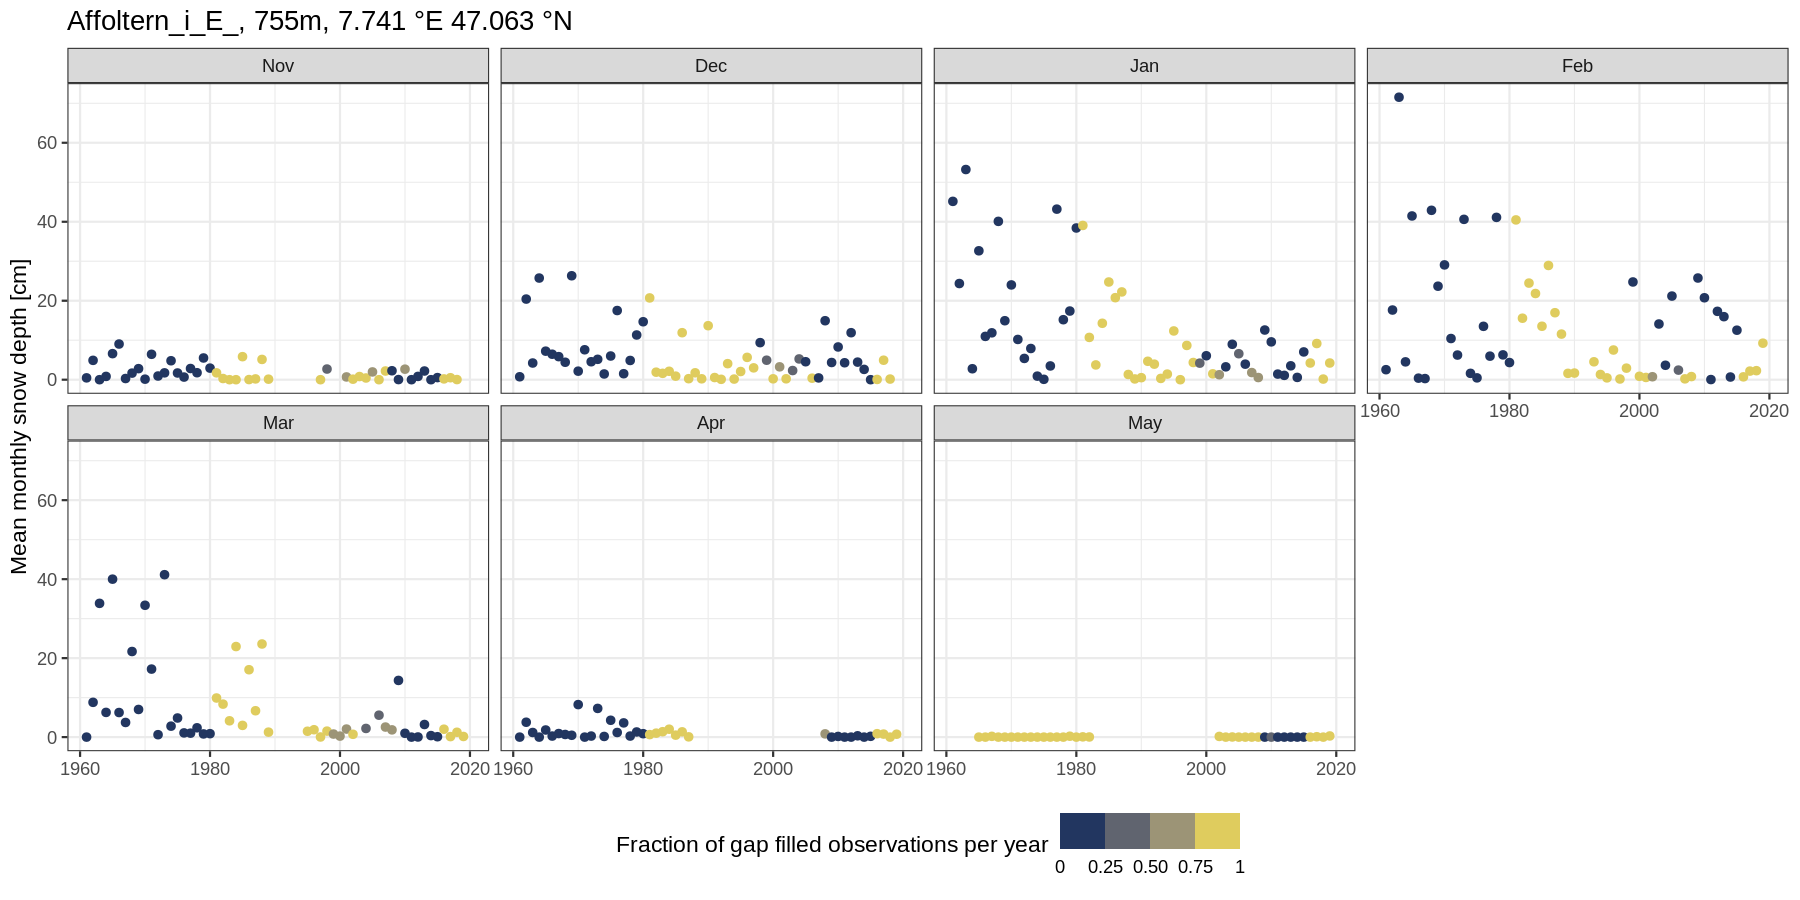 Affoltern_i_E_, 755m, 7.741 °E 47.063 °N
Nov Dec Jan Feb
60
40
20
0
1960 1980 2000 2020
Mean monthly snow depth [cm]
Mar Apr May
60
40
20
0
1960 1980 2000 2020 1960 1980 2000 2020 1960 1980 2000 2020
Fraction of gap filled observations per year
0 0.25 0.50 0.75 1